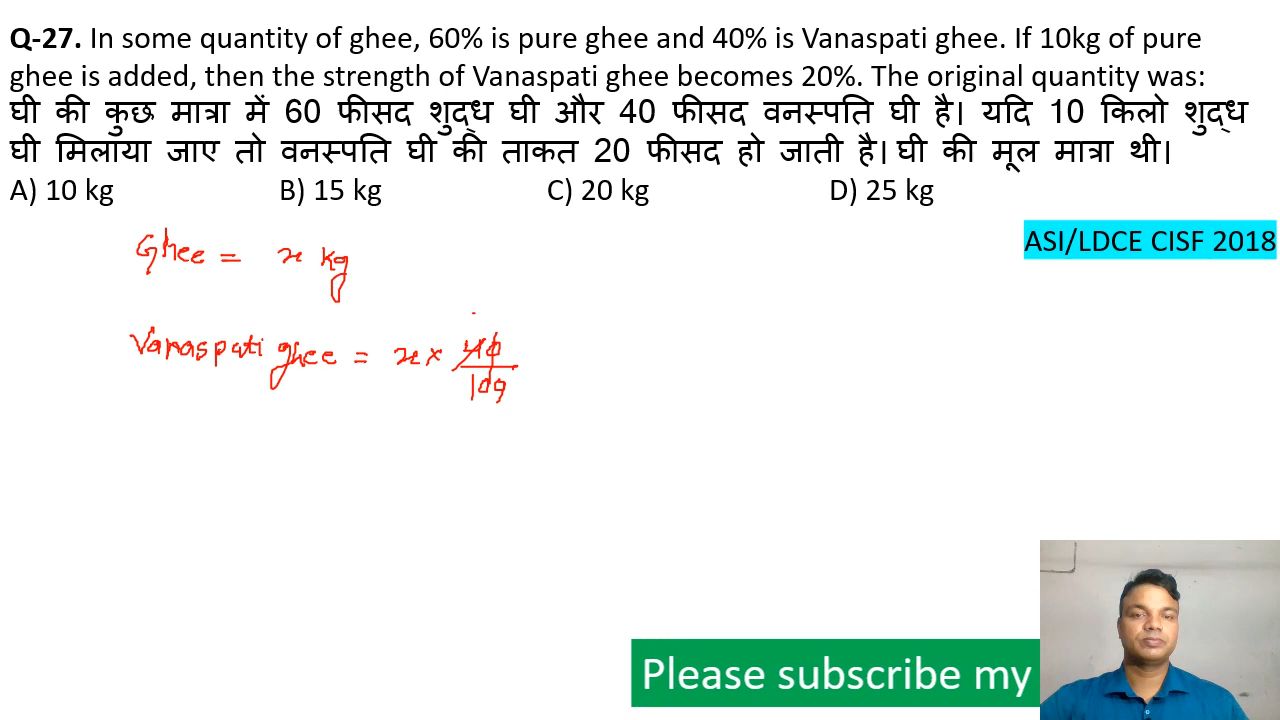 Q-27. In some quantity of ghee, 60% is pure ghee and 40% is Vanaspati ghee. If 10kg of pure
ghee is added, then the strength of Vanaspati ghee becomes 20%. The original quantity was:
घी की कुछ मात्रा में 60 फीसद शुद्ध घी और 40 फीसद वनस्पति घी है। यदि 10 किलो शुद्ध
घी मिलाया जाए तो वनस्पति घी की ताकत 20 फीसद हो जाती है। घी की मूल मात्रा थी।
A) 10 kg B) 15 kg C) 20 kg D) 25 kg
ASI/LDCE CISF 2018
Ghee = x kg
Vanaspati ghee = x × 40/100
Please subscribe my